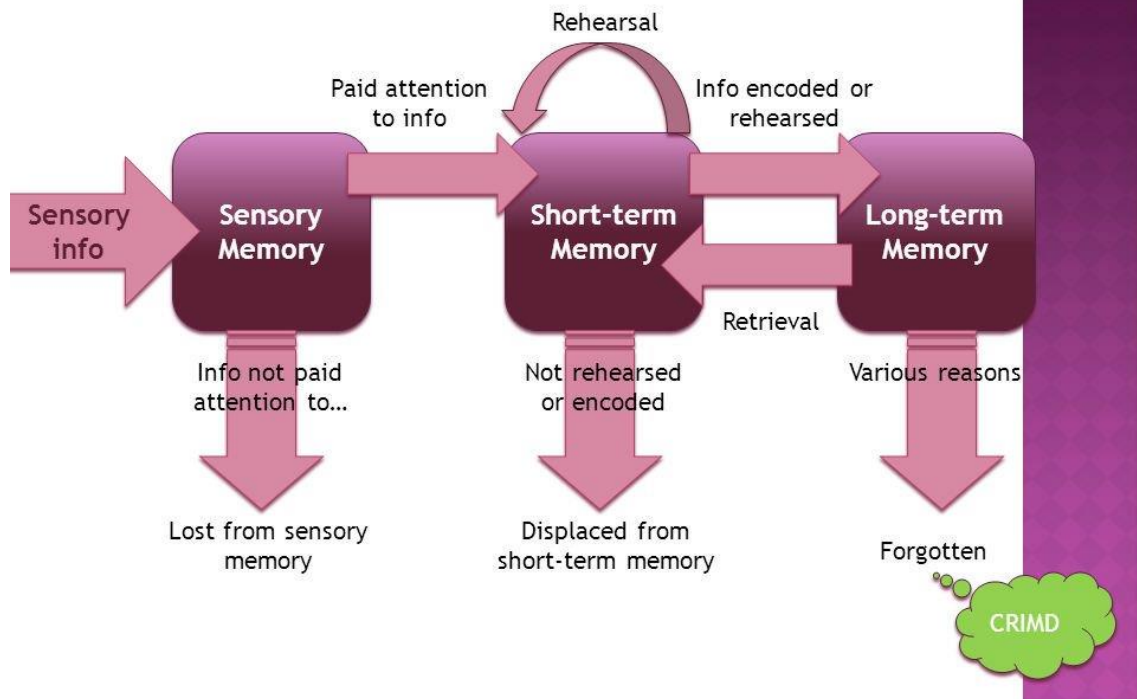 Rehearsal
Paid attention
to info
Info encoded or
rehearsed
Sensory
info
Sensory
Memory
Short-term
Memory
Long-term
Memory
Retrieval
Info not paid
attention to…
Not rehearsed
or encoded
Various reasons
Lost from sensory
memory
Displaced from
short-term memory
Forgotten
CRIMD